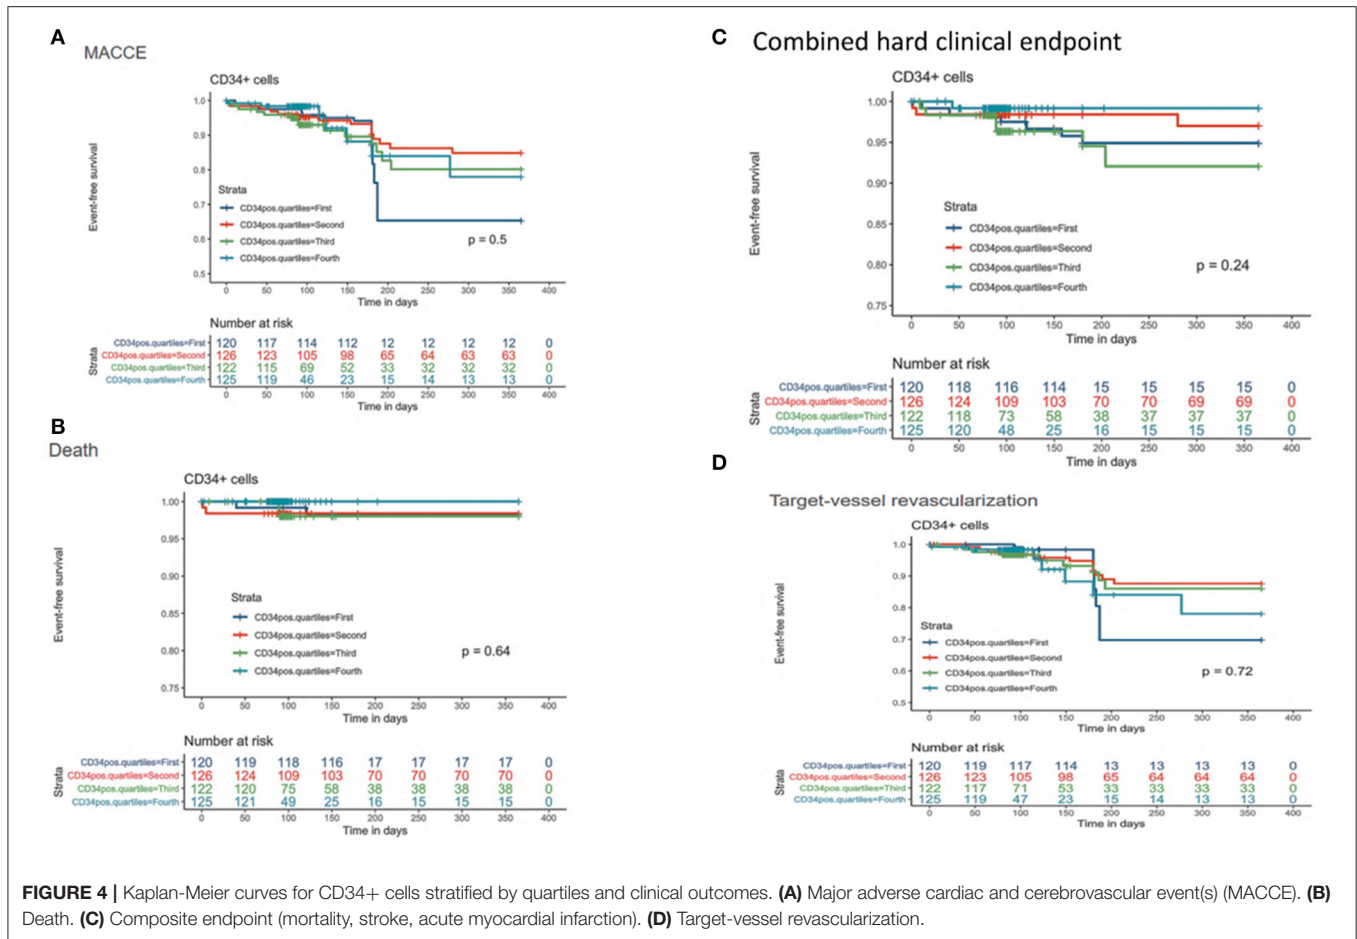 A
MACCE
CD34+ cells
Event-free survival
1.0
0.9
0.8
0.7
0.6
0.5
Strata
CD34pos.quartiles=First
CD34pos.quartiles=Second
CD34pos.quartiles=Third
CD34pos.quartiles=Fourth
p = 0.5
0 50 100 150 200 250 300 350 400
Time in days
Number at risk
Strata
CD34pos.quartiles=First 120 117 114 112 12 12 12 12 0
CD34pos.quartiles=Second 126 123 105 98 65 64 63 63 0
CD34pos.quartiles=Third 122 115 69 52 33 32 32 32 0
CD34pos.quartiles=Fourth 125 119 46 23 15 14 13 13 0
0 50 100 150 200 250 300 350 400
Time in days
B
Death
CD34+ cells
Event-free survival
1.00
0.95
0.90
0.85
0.80
0.75
Strata
CD34pos.quartiles=First
CD34pos.quartiles=Second
CD34pos.quartiles=Third
CD34pos.quartiles=Fourth
p = 0.64
0 50 100 150 200 250 300 350 400
Time in days
Number at risk
Strata
CD34pos.quartiles=First 120 119 118 116 17 17 17 17 0
CD34pos.quartiles=Second 126 124 109 103 70 70 70 70 0
CD34pos.quartiles=Third 122 120 75 58 38 38 38 38 0
CD34pos.quartiles=Fourth 125 121 49 25 16 15 15 15 0
0 50 100 150 200 250 300 350 400
Time in days
C
Combined hard clinical endpoint
CD34+ cells
Event-free survival
1.00
0.95
0.90
0.85
0.80
0.75
Strata
CD34pos.quartiles=First
CD34pos.quartiles=Second
CD34pos.quartiles=Third
CD34pos.quartiles=Fourth
p = 0.24
0 50 100 150 200 250 300 350 400
Time in days
Number at risk
Strata
CD34pos.quartiles=First 120 118 116 114 15 15 15 15 0
CD34pos.quartiles=Second 126 124 109 103 70 70 69 69 0
CD34pos.quartiles=Third 122 118 73 58 38 37 37 37 0
CD34pos.quartiles=Fourth 125 120 48 25 16 15 15 15 0
0 50 100 150 200 250 300 350 400
Time in days
D
Target-vessel revascularization
CD34+ cells
Event-free survival
1.0
0.9
0.8
0.7
0.6
0.5
Strata
CD34pos.quartiles=First
CD34pos.quartiles=Second
CD34pos.quartiles=Third
CD34pos.quartiles=Fourth
p = 0.72
0 50 100 150 200 250 300 350 400
Time in days
Number at risk
Strata
CD34pos.quartiles=First 120 119 117 114 13 13 13 13 0
CD34pos.quartiles=Second 126 123 105 98 65 64 64 64 0
CD34pos.quartiles=Third 122 117 71 53 33 33 33 33 0
CD34pos.quartiles=Fourth 125 119 47 23 15 14 13 13 0
0 50 100 150 200 250 300 350 400
Time in days
FIGURE 4 | Kaplan-Meier curves for CD34+ cells stratified by quartiles and clinical outcomes. (A) Major adverse cardiac and cerebrovascular event(s) (MACCE). (B)
Death. (C) Composite endpoint (mortality, stroke, acute myocardial infarction). (D) Target-vessel revascularization.